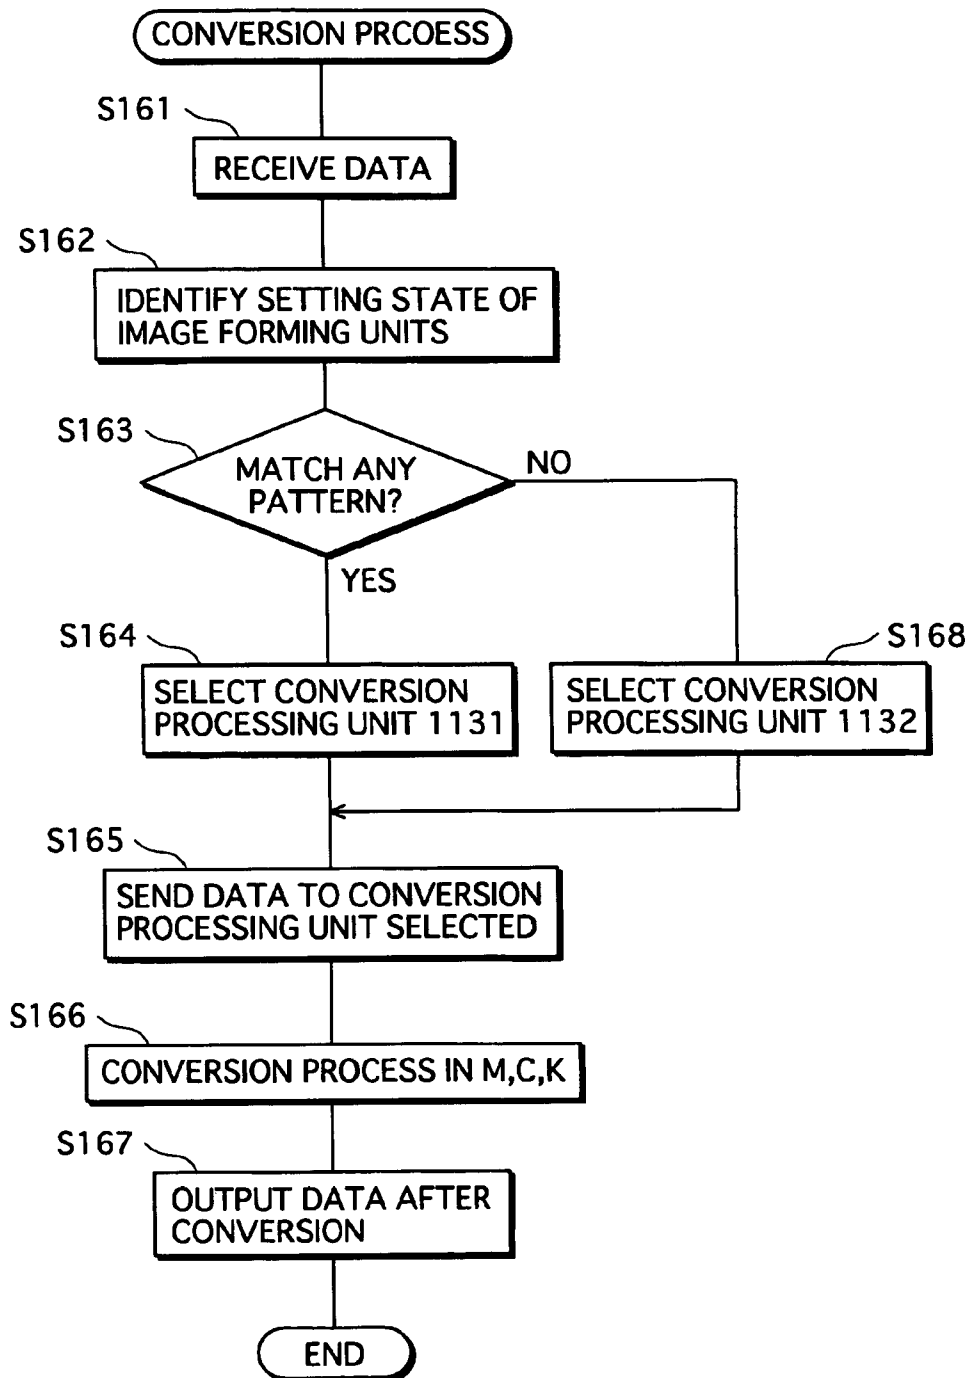 CONVERSION PRCOESS
S161
RECEIVE DATA
S162
IDENTIFY SETTING STATE OF
IMAGE FORMING UNITS
S163
MATCH ANY
PATTERN?
NO
YES
S164
SELECT CONVERSION
PROCESSING UNIT 1131
S168
SELECT CONVERSION
PROCESSING UNIT 1132
S165
SEND DATA TO CONVERSION
PROCESSING UNIT SELECTED
S166
CONVERSION PROCESS IN M,C,K
S167
OUTPUT DATA AFTER
CONVERSION
END